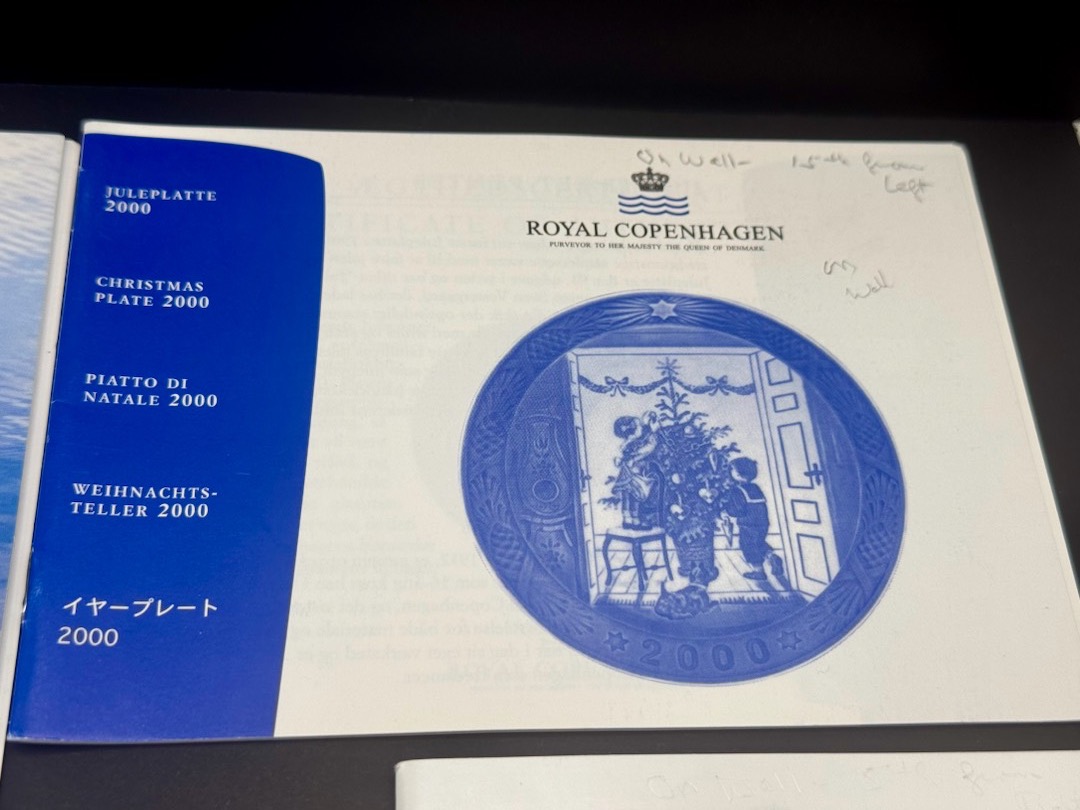 JULEPLATTE
2000
CHRISTMAS
PLATE 2000
PIATTO DI
NATALE 2000
WEIHNACHTS-
TELLER 2000
イヤープレート
2000
On Wall-
Left
ROYAL COPENHAGEN
PURVEYOR TO HER MAJESTY THE QUEEN OF DENMARK
on
Wall
2000